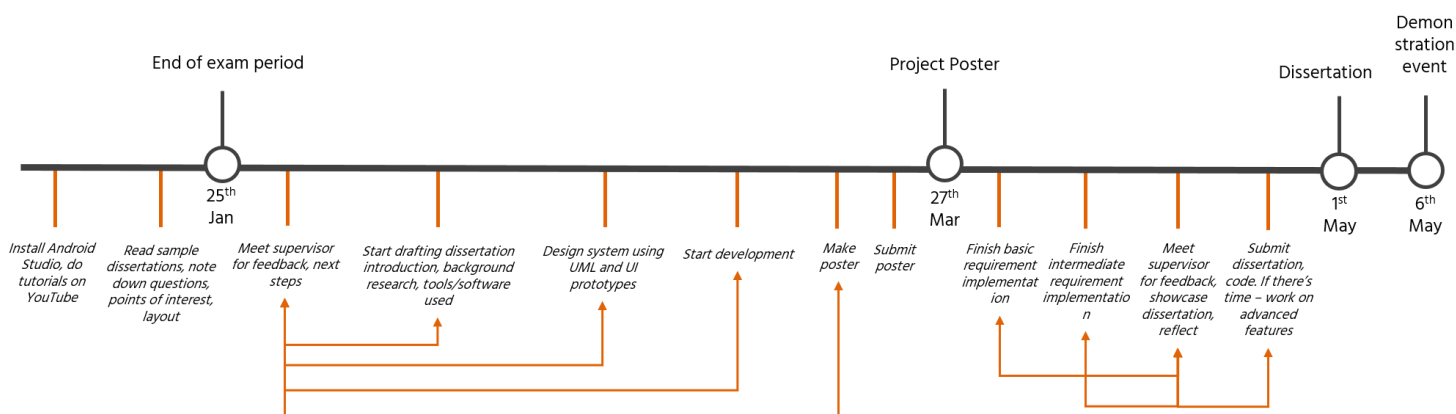 End of exam period
Project Poster
Dissertation
Demon
stration
event
25th
Jan
27th
Mar
1st
May
6th
May
Install Android
Studio, do
tutorials on
YouTube
Read sample
dissertations, note
down questions,
points of interest,
layout
Meet supervisor
for feedback, next
steps
Start drafting dissertation
introduction, background
research, tools/software
used
Design system using
UML and UI
prototypes
Start development
Make
poster
Submit
poster
Finish basic
requirement
implementat
ion
Finish
intermediate
requirement
implementatio
n
Meet
supervisor
for feedback,
showcase
dissertation,
reflect
Submit
dissertation,
code. If there's
time – work on
advanced
features